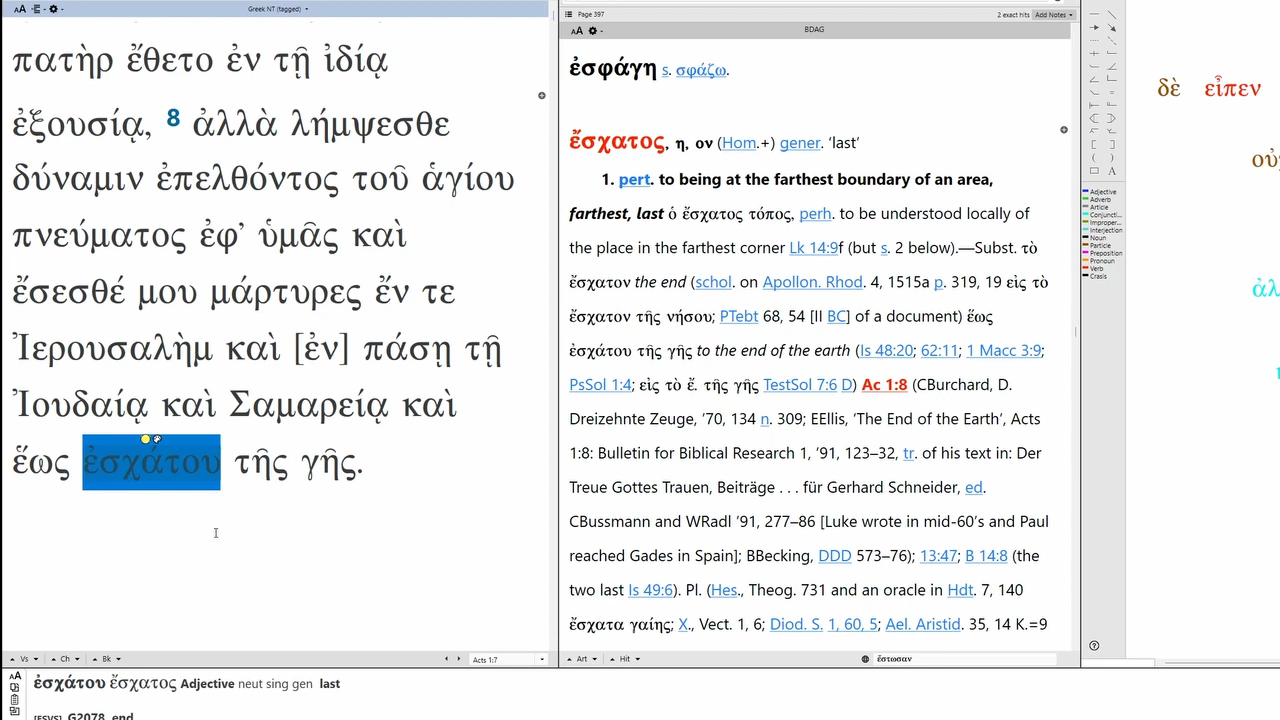 Greek NT (tagged)
πατὴρ ἔθετο ἐν τῇ ἰδίᾳ
ἐξουσίᾳ, 8 ἀλλὰ λήμψεσθε
δύναμιν ἐπελθόντος τοῦ ἁγίου
πνεύματος ἐφ’ ὑμᾶς καὶ
ἔσεσθέ μου μάρτυρες ἔν τε
Ἰερουσαλὴμ καὶ [ἐν] πάσῃ τῇ
Ἰουδαίᾳ καὶ Σαμαρείᾳ καὶ
ἕως ἐσχάτου τῆς γῆς.
Vs Ch Bk Acts 1:7
Page 397 2 exact hits Add Notes
BDAG
ἐσφάγη s. σφάζω.
ἔσχατος, η, ον (Hom.+) gener. ‘last’
1. pert. to being at the farthest boundary of an area,
farthest, last ὁ ἔσχατος τόπος, perh. to be understood locally of
the place in the farthest corner Lk 14:9f (but s. 2 below).—Subst. τὸ
ἔσχατον the end (schol. on Apollon. Rhod. 4, 1515a p. 319, 19 εἰς τὸ
ἔσχατον τῆς νήσου; PTebt 68, 54 [II BC] of a document) ἕως
ἐσχάτου τῆς γῆς to the end of the earth (Is 48:20; 62:11; 1 Macc 3:9;
PsSol 1:4; εἰς τὸ ἔ. τῆς γῆς TestSol 7:6 D) Ac 1:8 (CBurchard, D.
Dreizehnte Zeuge, ’70, 134 n. 309; EEllis, ‘The End of the Earth’, Acts
1:8: Bulletin for Biblical Research 1, ’91, 123–32, tr. of his text in: Der
Treue Gottes Trauen, Beiträge . . . für Gerhard Schneider, ed.
CBussmann and WRadl ’91, 277–86 [Luke wrote in mid-60’s and Paul
reached Gades in Spain]; BBecking, DDD 573–76); 13:47; B 14:8 (the
two last Is 49:6). Pl. (Hes., Theog. 731 and an oracle in Hdt. 7, 140
ἔσχατα γαίης; X., Vect. 1, 6; Diod. S. 1, 60, 5; Ael. Aristid. 35, 14 K.=9
Art Hit ἔστωσαν
Adjective
Adverb
Article
Conjuncti...
Improper...
Interjection
Noun
Particle
Preposition
Pronoun
Verb
Crasis
δὲ εἶπεν
ἐσχάτου ἔσχατος Adjective neut sing gen last
[ESVS] G2078, end